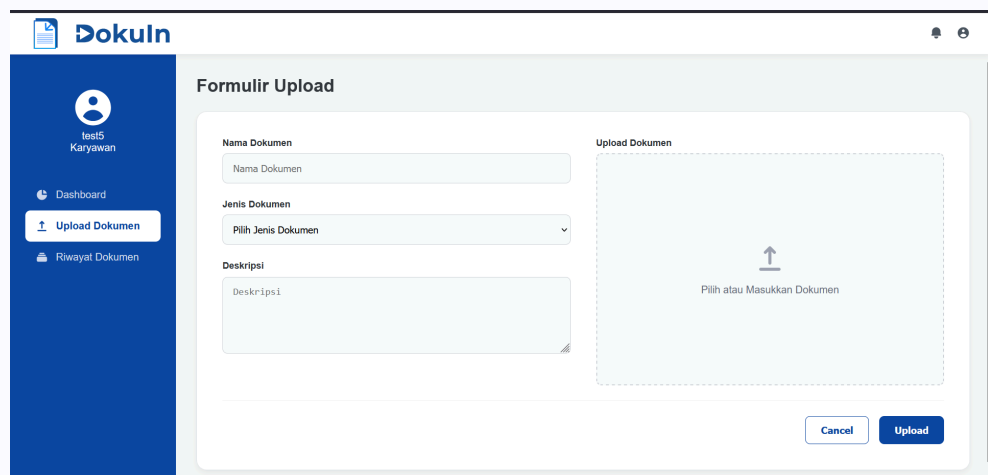 DokuIn
test5
Karyawan
Dashboard
Upload Dokumen
Riwayat Dokumen
Formulir Upload
Nama Dokumen
Nama Dokumen
Jenis Dokumen
Pilih Jenis Dokumen
Deskripsi
Deskripsi
Upload Dokumen
Pilih atau Masukkan Dokumen
Cancel
Upload